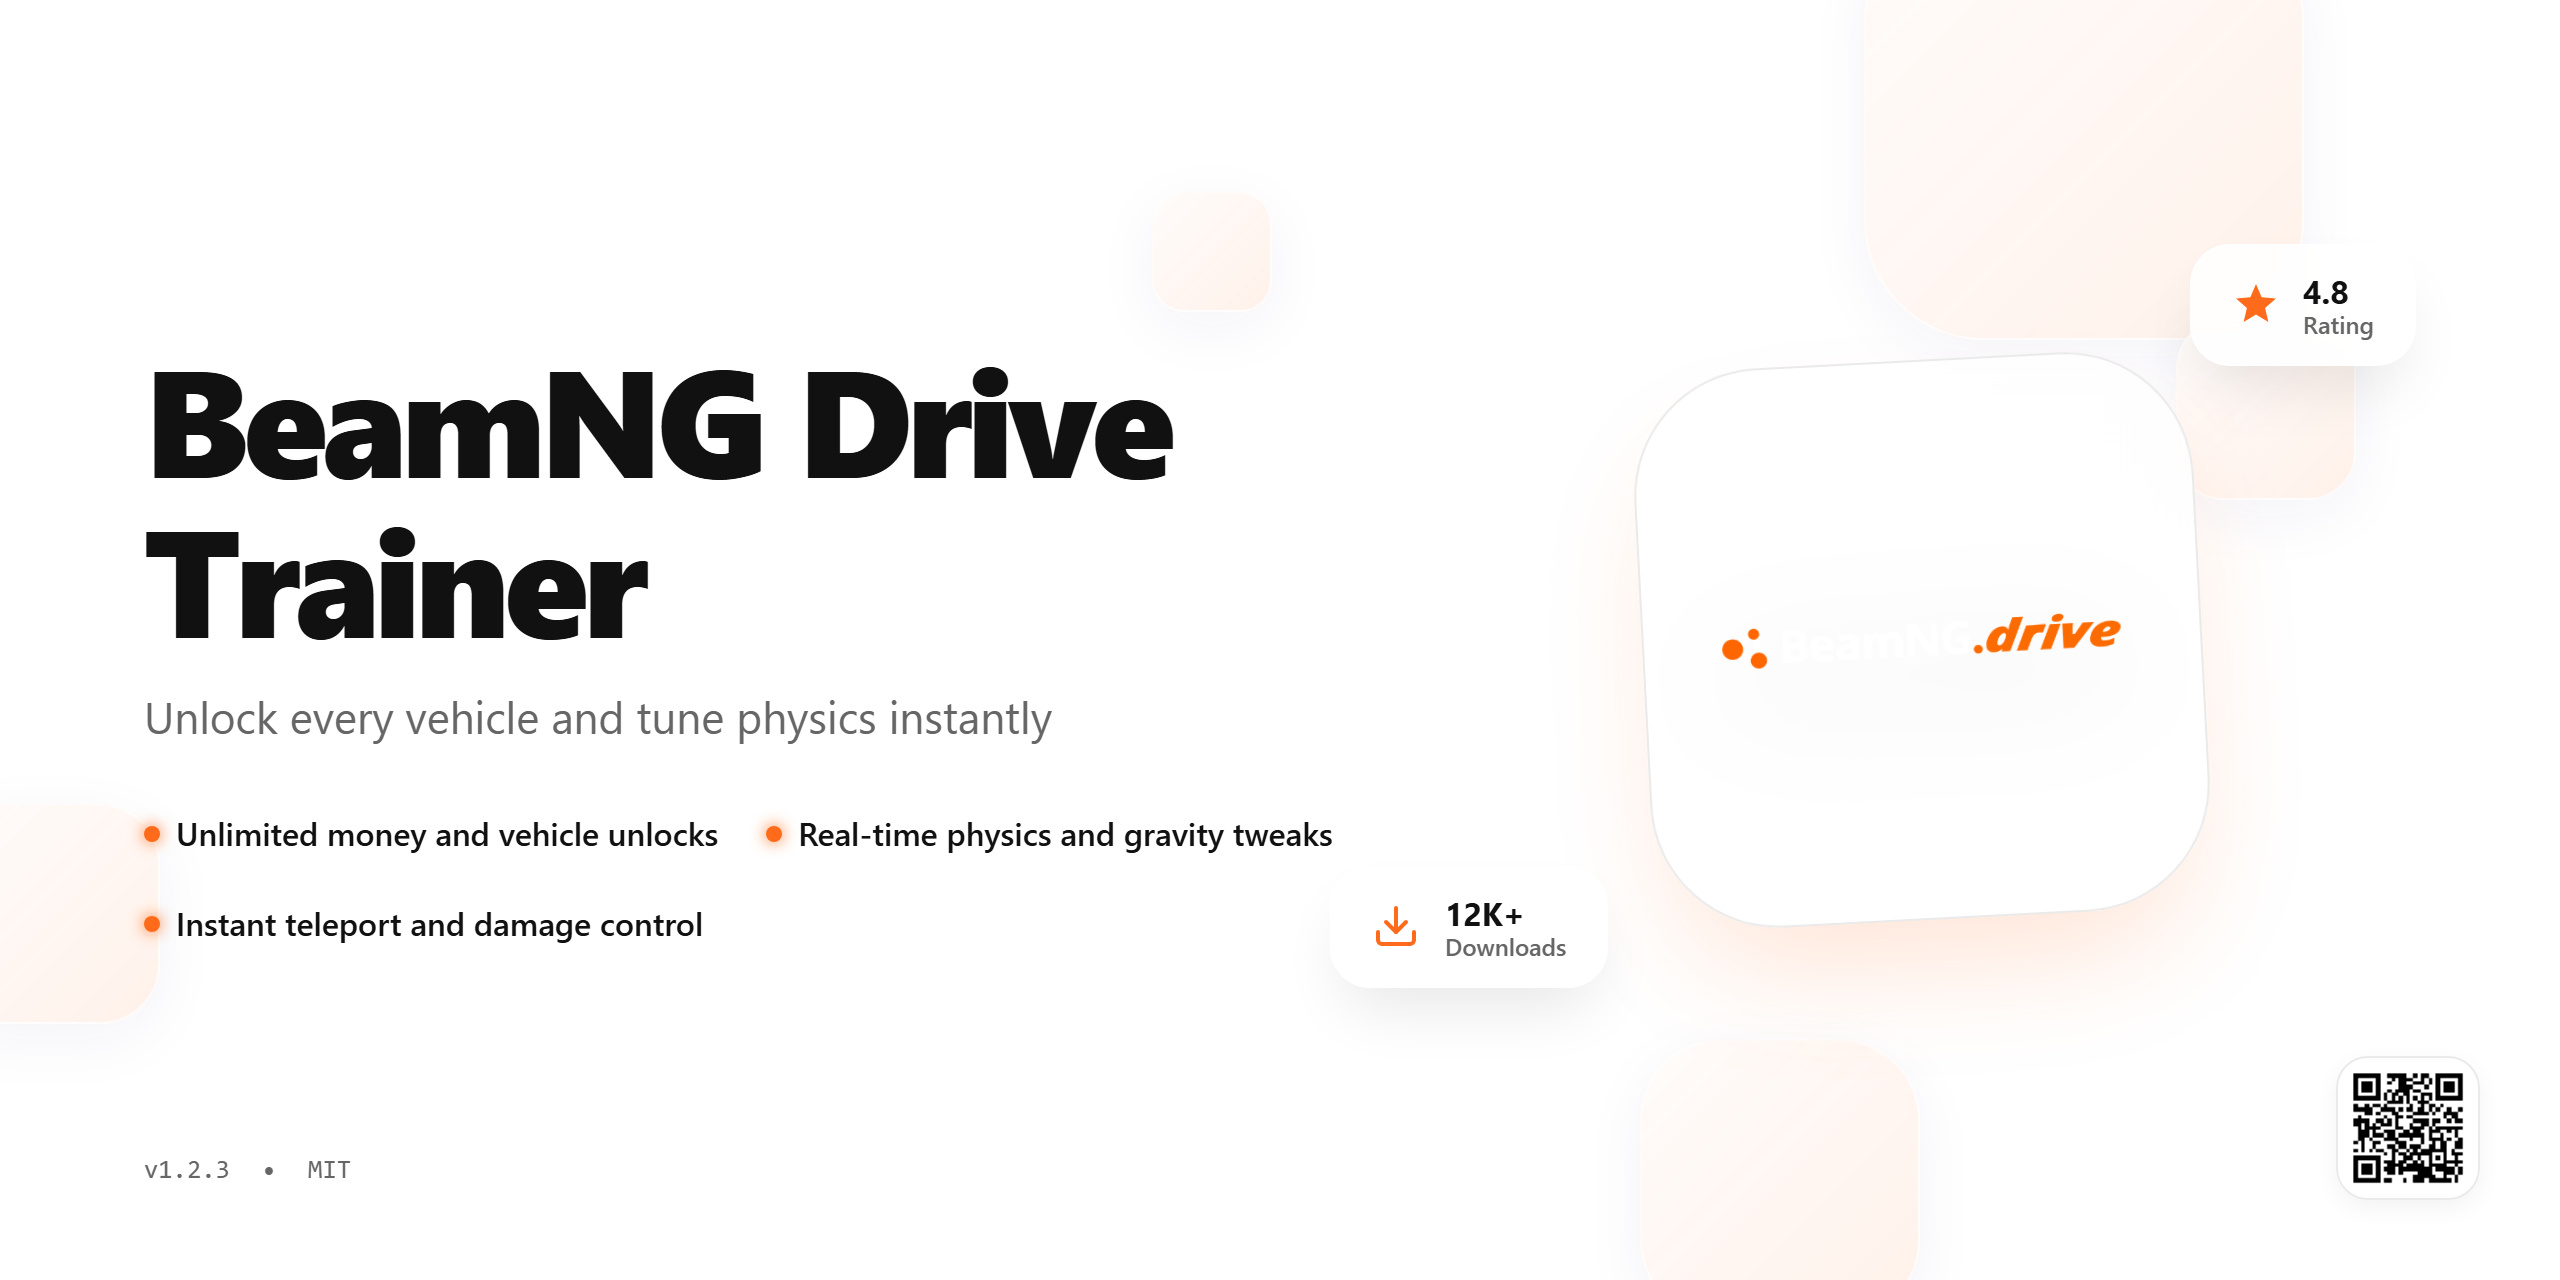 BeamNG Drive
Trainer
Unlock every vehicle and tune physics instantly
Unlimited money and vehicle unlocks
Real-time physics and gravity tweaks
Instant teleport and damage control
v1.2.3 • MIT
4.8
Rating
BeamNG.drive
12K+
Downloads